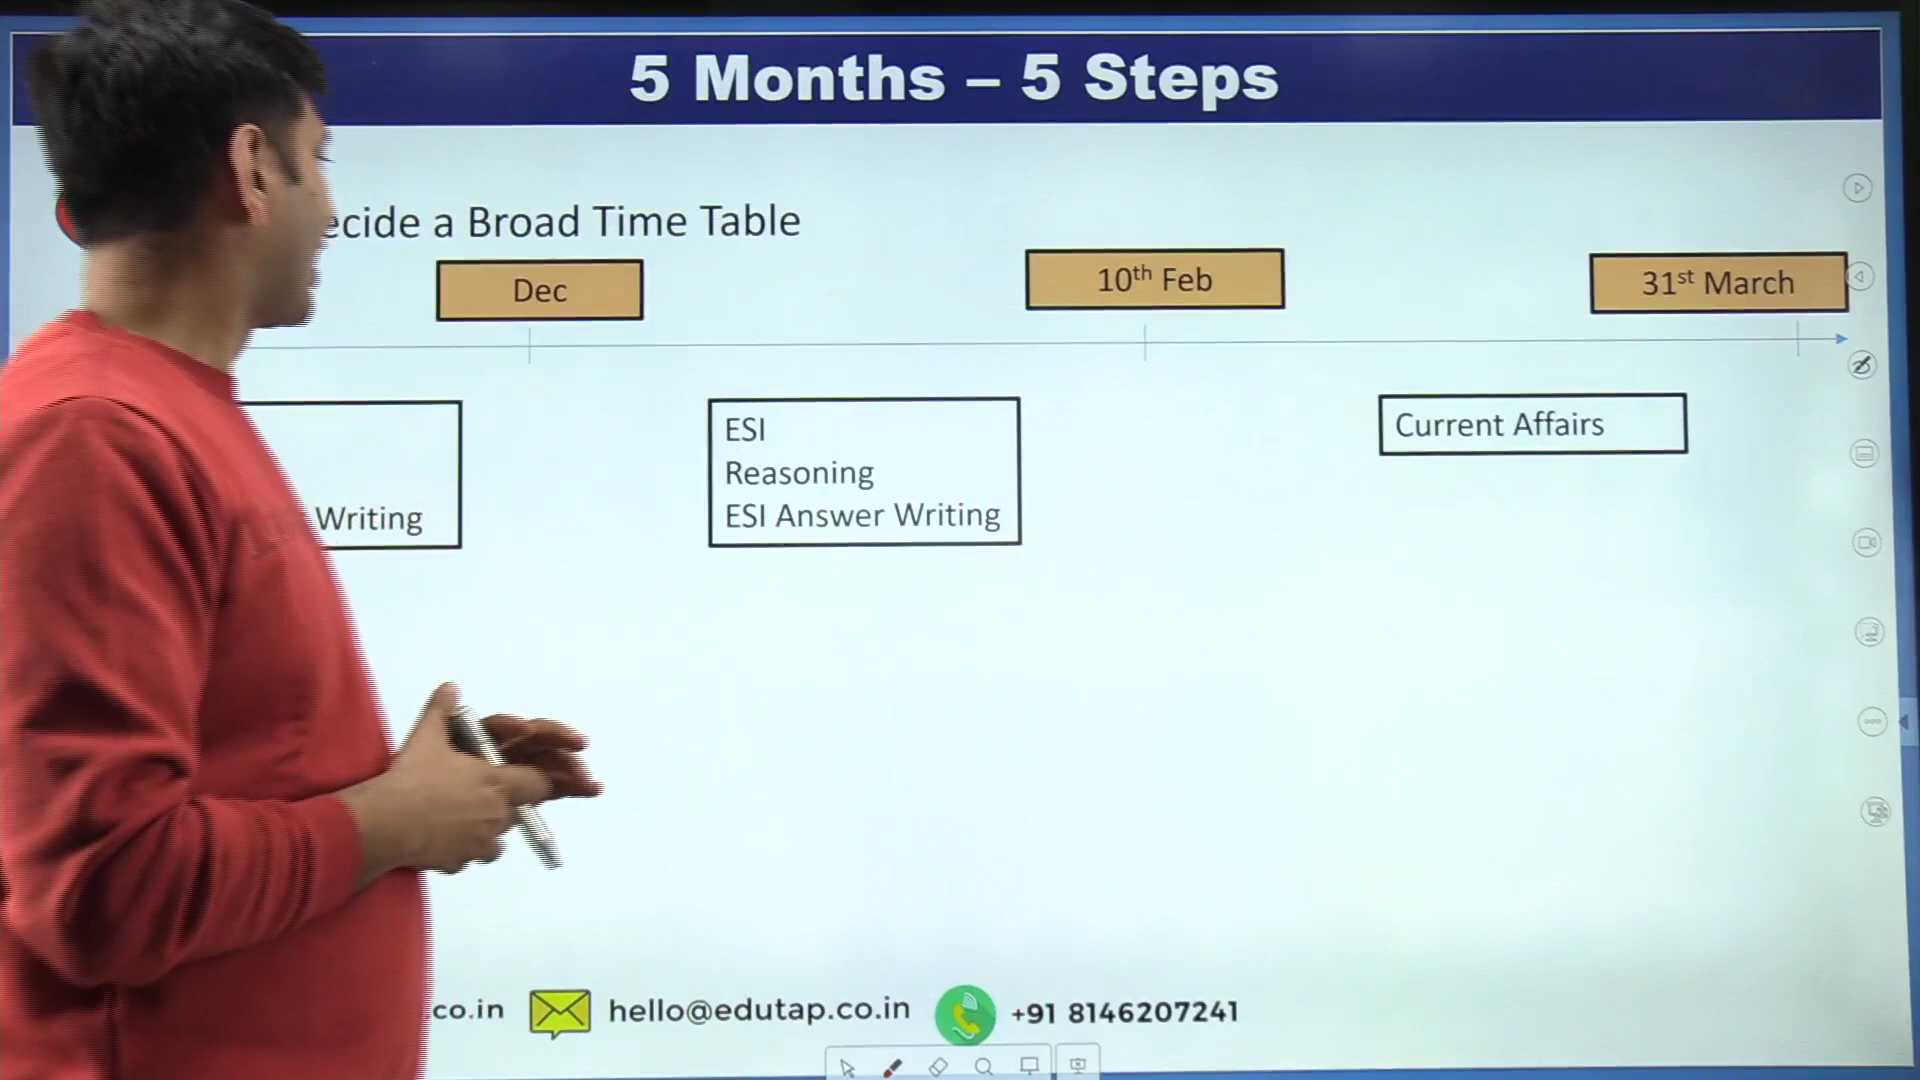 5 Months – 5 Steps
ecide a Broad Time Table
Dec
10th Feb
31st March
Writing
ESI
Reasoning
ESI Answer Writing
Current Affairs
co.in
hello@edutap.co.in
+91 8146207241